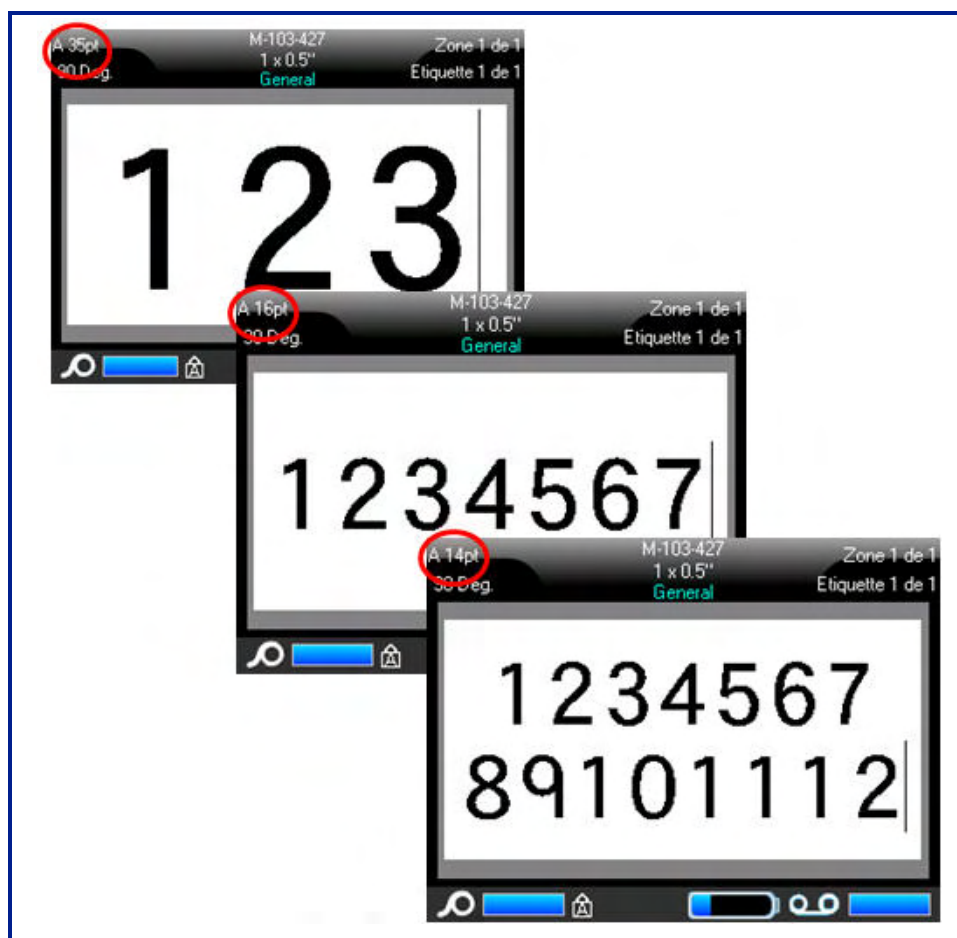 A 35pt
M-103-427
Zone 1 de 1
90 Deg.
1 x 0.5"
Etiquette 1 de 1
General
123
A 16pt
M-103-427
Zone 1 de 1
90 Deg.
1 x 0.5"
Etiquette 1 de 1
General
1234567
A 14pt
M-103-427
Zone 1 de 1
90 Deg.
1 x 0.5"
Etiquette 1 de 1
General
1234567
89101112